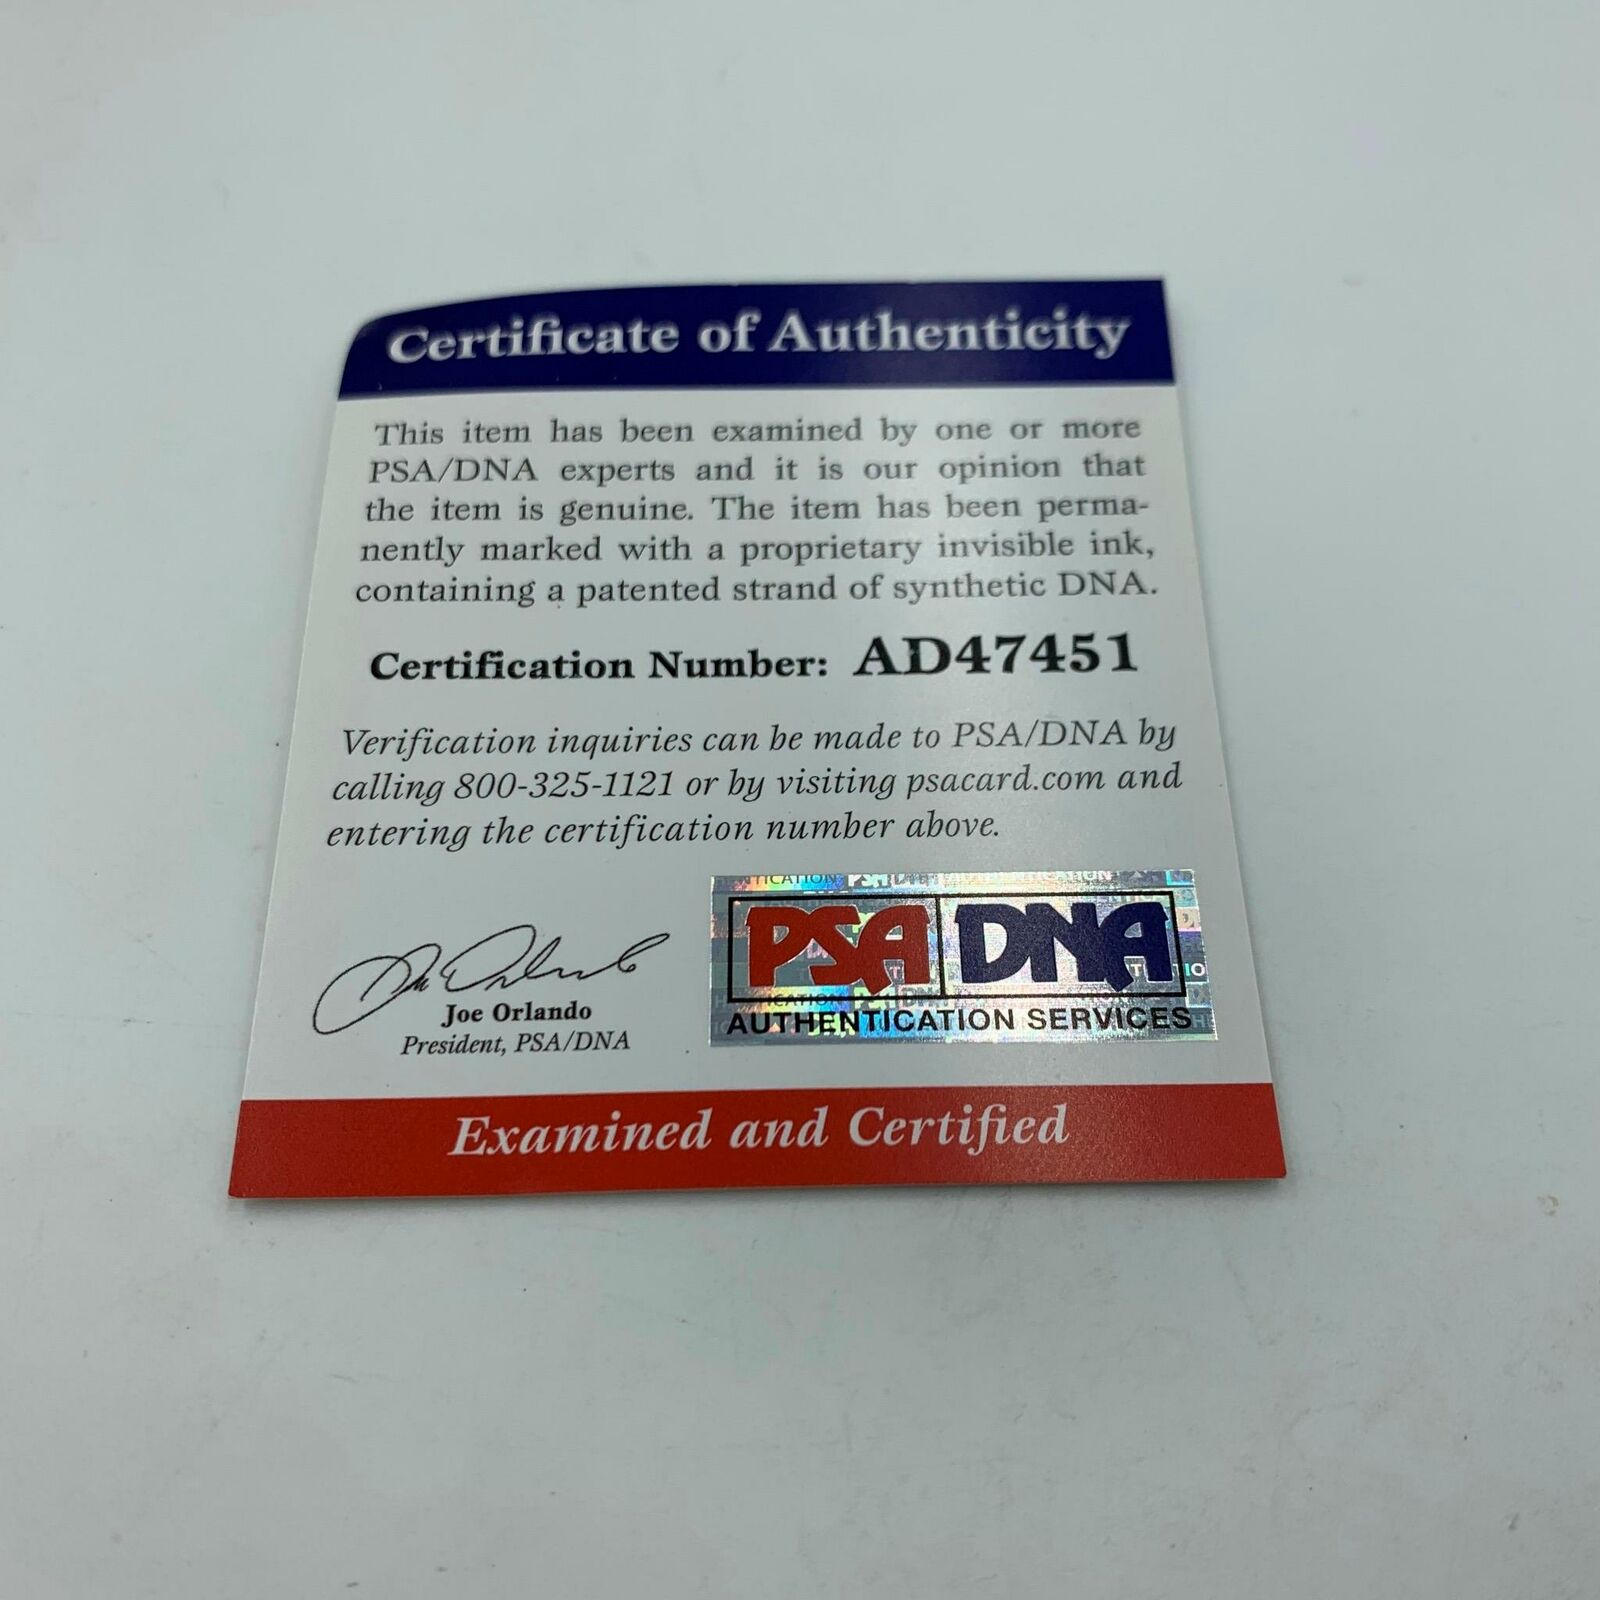 Certificate of Authenticity
This item has been examined by one or more
PSA/DNA experts and it is our opinion that
the item is genuine. The item has been perma-
nently marked with a proprietary invisible ink,
containing a patented strand of synthetic DNA.
Certification Number: AD47451
Verification inquiries can be made to PSA/DNA by
calling 800-325-1121 or by visiting psacard.com and
entering the certification number above.
Joe Orlando
President, PSA/DNA
PSA DNA
AUTHENTICATION SERVICES
Examined and Certified